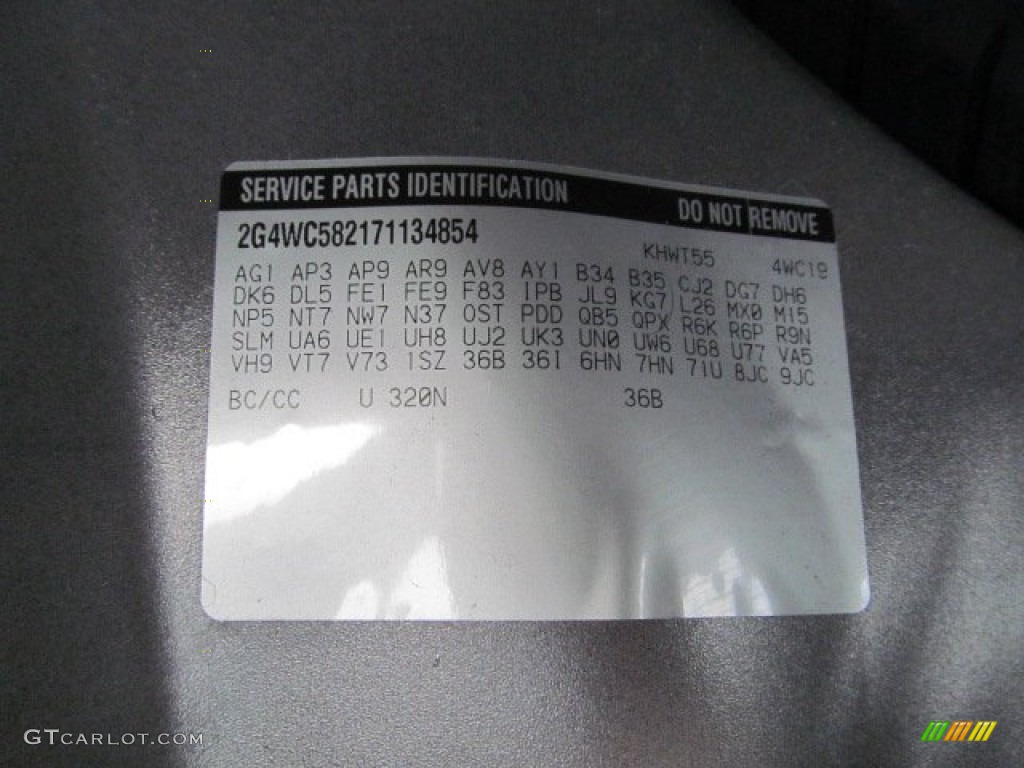 SERVICE PARTS IDENTIFICATION DO NOT REMOVE
2G4WC582171134854 KHWT55 4WC19
AG1 AP3 AP9 AR9 AV8 AY1 B34 B35 CJ2 DG7 DH6
DK6 DL5 FE1 FE9 F83 IPB JL9 KG7 L26 MX0 M15
NP5 NT7 NW7 N37 OST PDD QB5 QPX R6K R6P R9N
SLM UA6 UE1 UH8 UJ2 UK3 UN0 UW6 U68 U77 VA5
VH9 VT7 V73 1SZ 36B 36I 6HN 7HN 71U 8JC 9JC
BC/CC U 320N 36B
GTCARLOT.COM